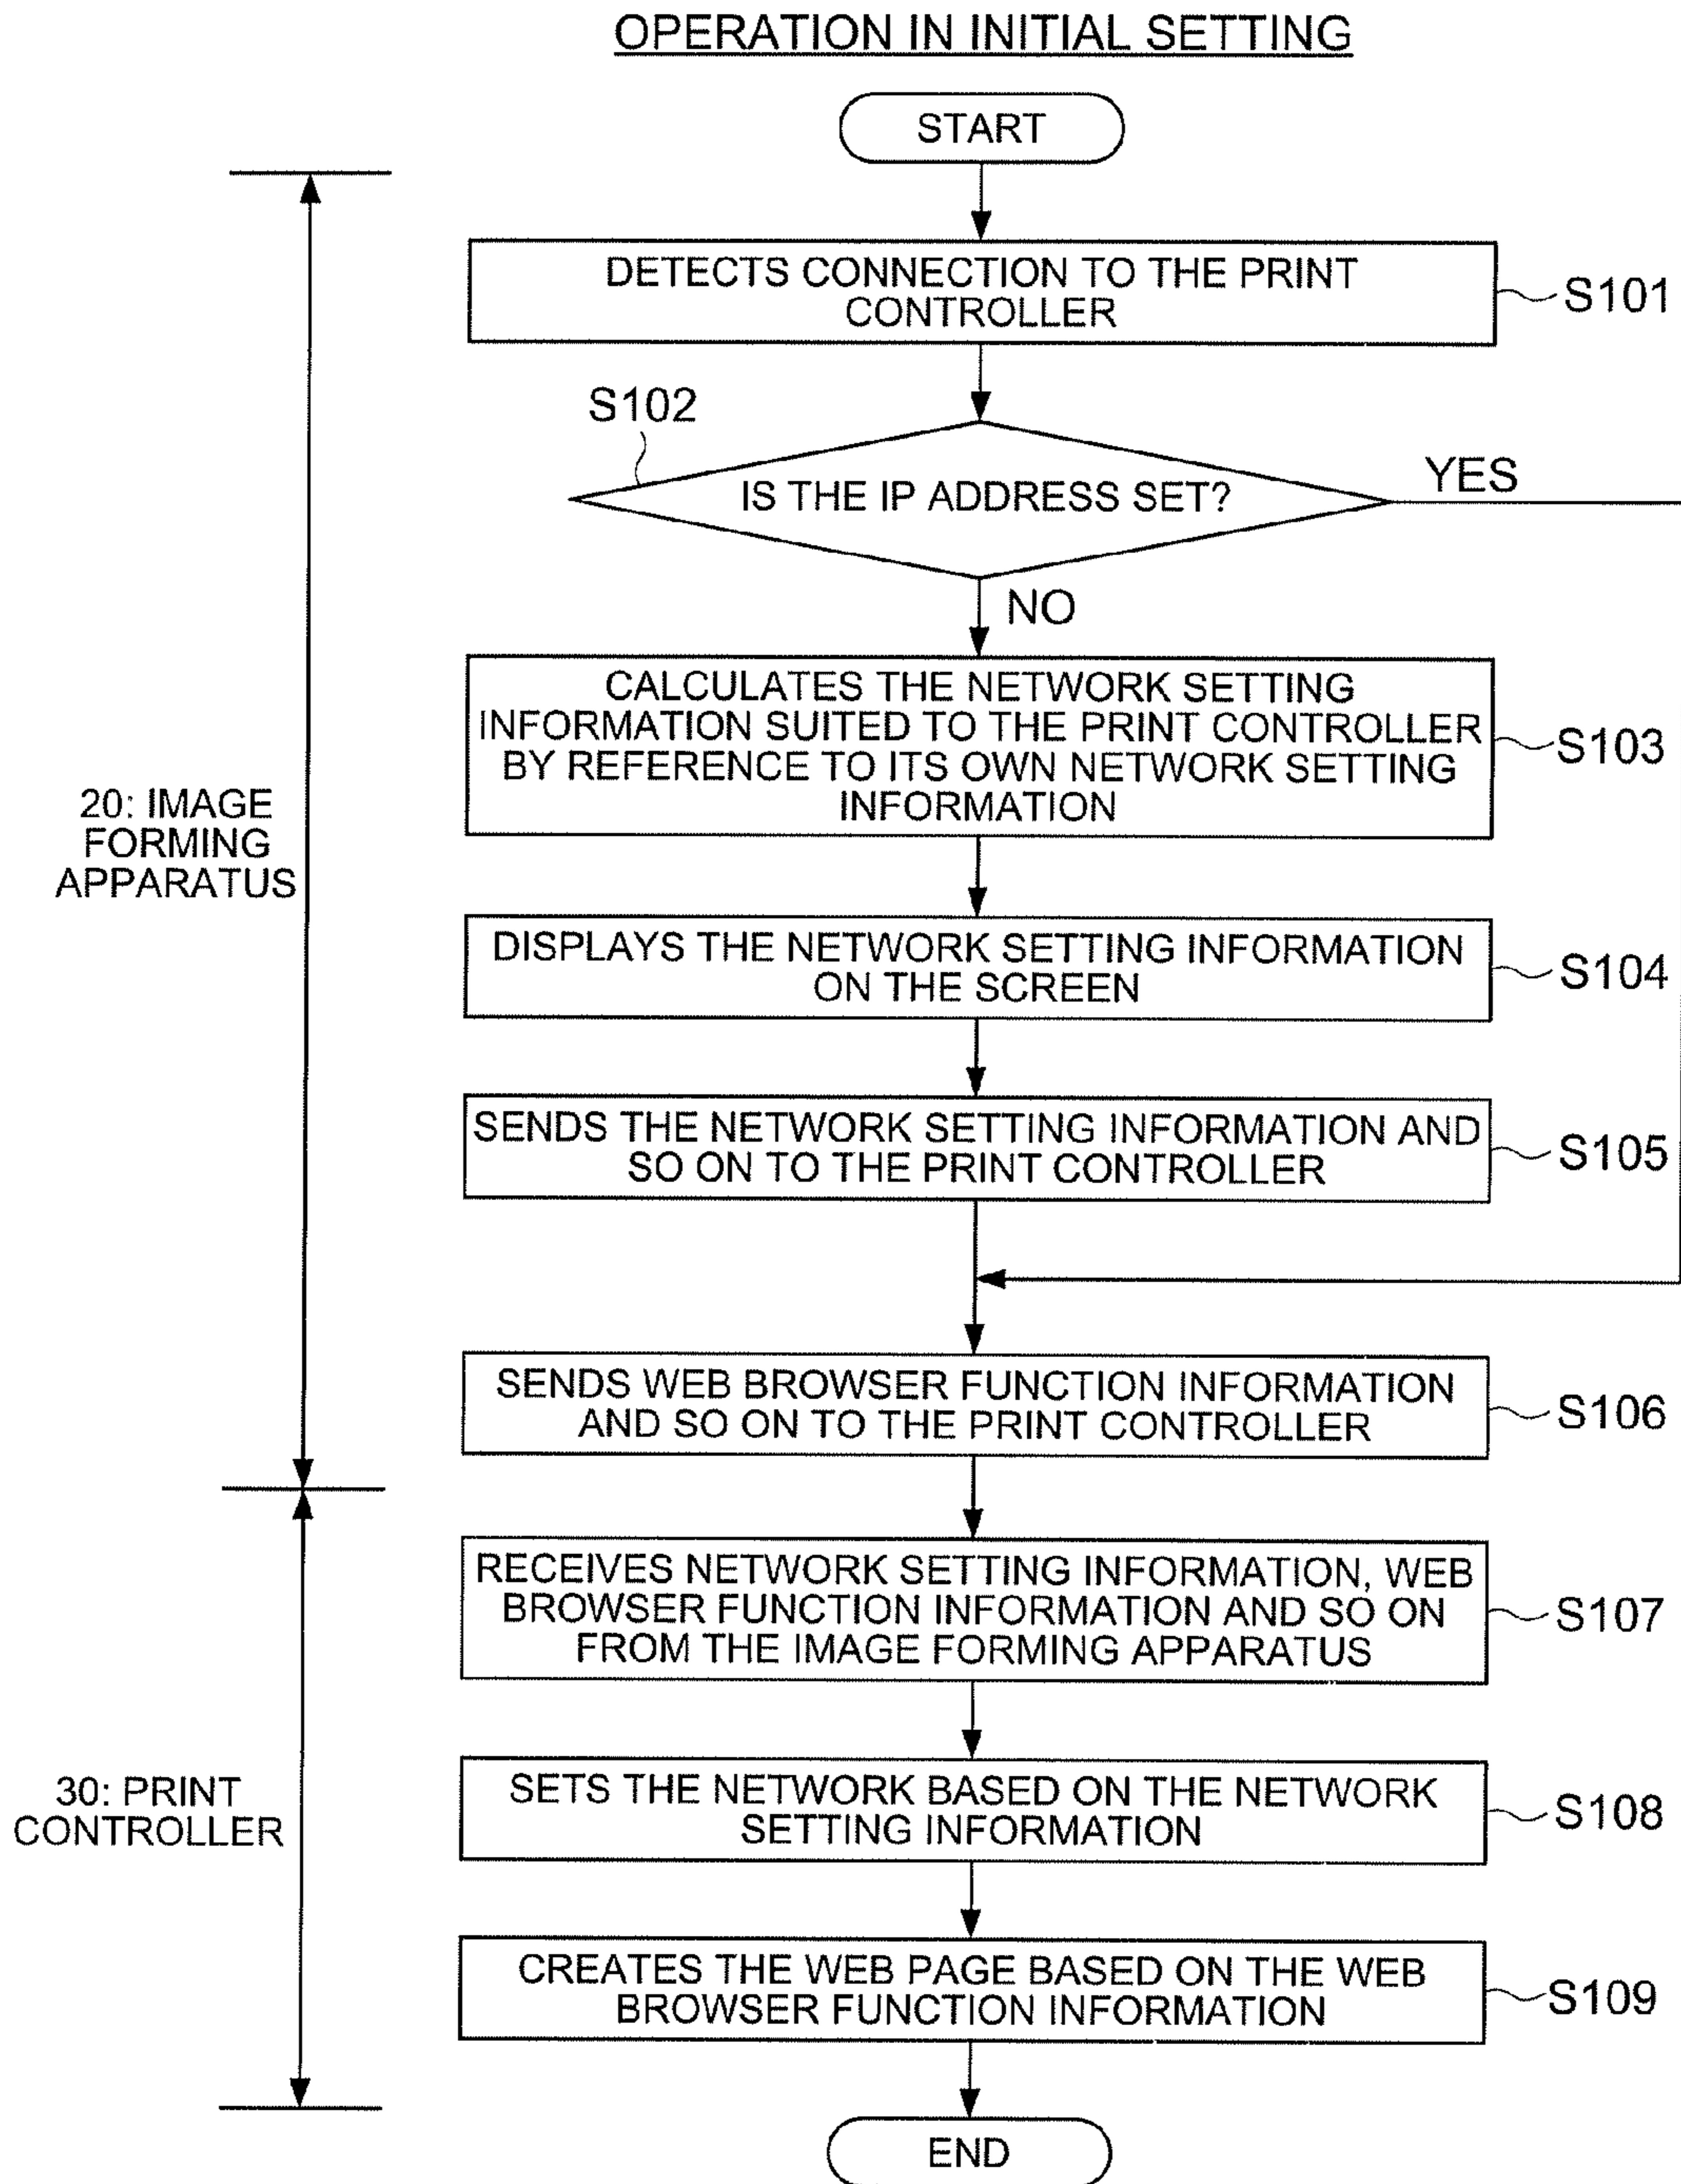 OPERATION IN INITIAL SETTING
START
DETECTS CONNECTION TO THE PRINT
CONTROLLER
S101
S102
IS THE IP ADDRESS SET?
YES
NO
CALCULATES THE NETWORK SETTING
INFORMATION SUITED TO THE PRINT CONTROLLER
BY REFERENCE TO ITS OWN NETWORK SETTING
INFORMATION
S103
20: IMAGE
FORMING
APPARATUS
DISPLAYS THE NETWORK SETTING INFORMATION
ON THE SCREEN
S104
SENDS THE NETWORK SETTING INFORMATION AND
SO ON TO THE PRINT CONTROLLER
S105
SENDS WEB BROWSER FUNCTION INFORMATION
AND SO ON TO THE PRINT CONTROLLER
S106
RECEIVES NETWORK SETTING INFORMATION, WEB
BROWSER FUNCTION INFORMATION AND SO ON
FROM THE IMAGE FORMING APPARATUS
S107
30: PRINT
CONTROLLER
SETS THE NETWORK BASED ON THE NETWORK
SETTING INFORMATION
S108
CREATES THE WEB PAGE BASED ON THE WEB
BROWSER FUNCTION INFORMATION
S109
END